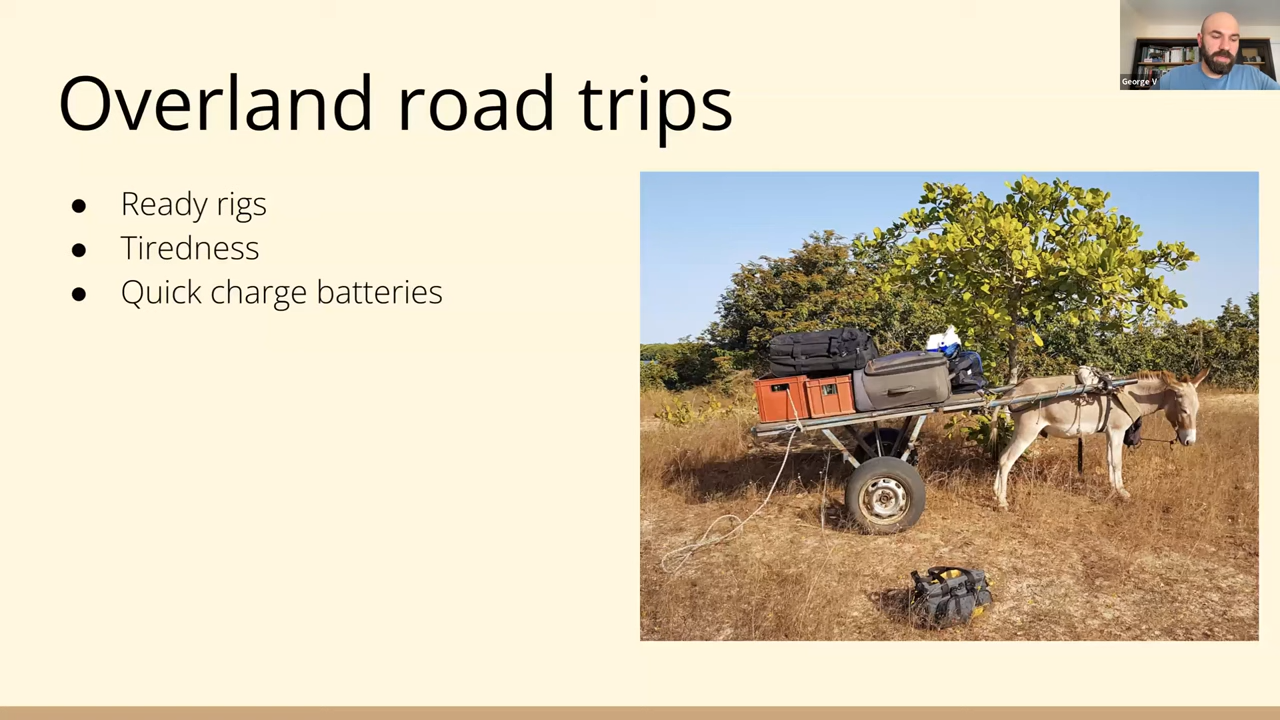 George V
Overland road trips
● Ready rigs
● Tiredness
● Quick charge batteries